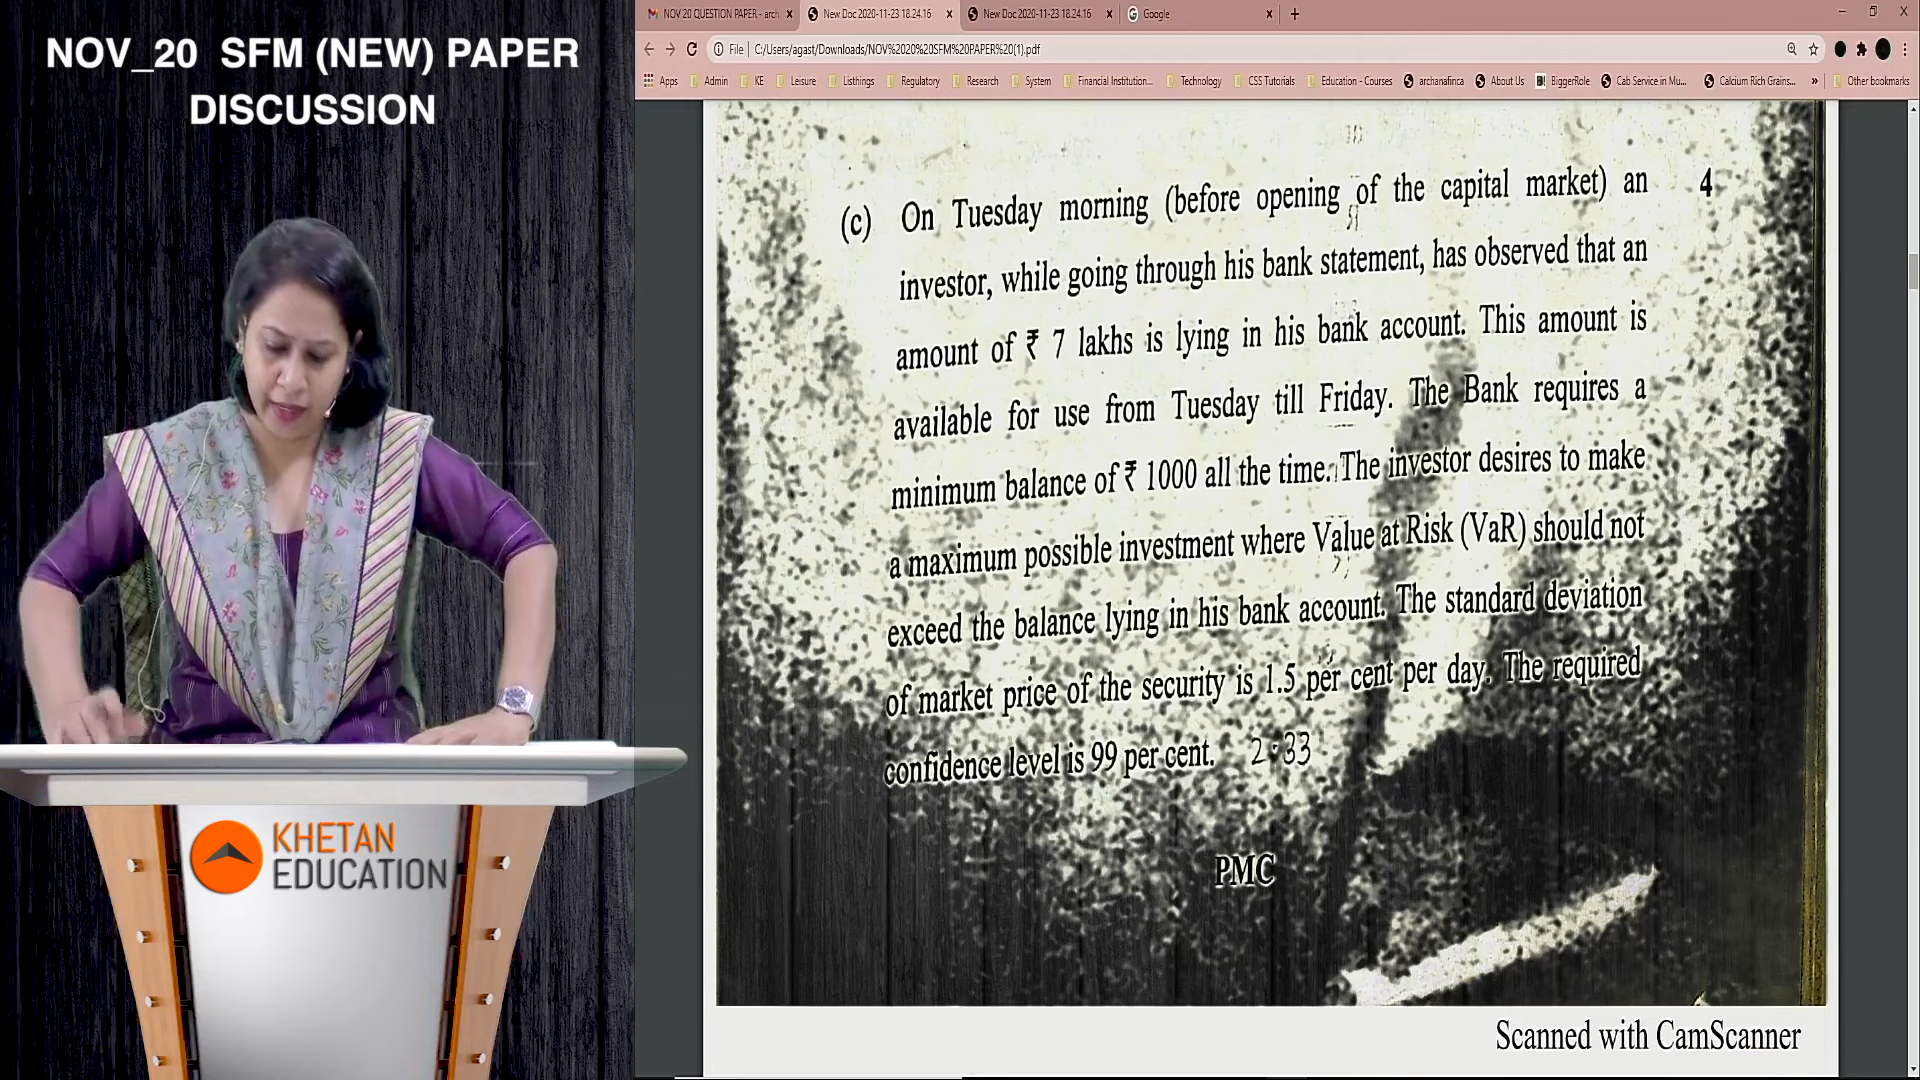 NOV_20 SFM (NEW) PAPER
DISCUSSION
NOV 20 QUESTION PAPER - arch
New Doc 2020-11-23 18.24.16
New Doc 2020-11-23 18.24.16
Google
File
C:/Users/agast/Downloads/NOV%2020%20SFM%20PAPER%20(1).pdf
Apps
Admin
KE
Leisure
Listhings
Regulatory
Research
System
Financial Institution...
Technology
CSS Tutorials
Education - Courses
archanafinca
About Us
BiggerRole
Cab Service in Mu...
Calcium Rich Grains...
»
Other bookmarks
(c) On Tuesday morning (before opening of the capital market) an 4
investor, while going through his bank statement, has observed that an
amount of ₹ 7 lakhs is lying in his bank account. This amount is
available for use from Tuesday till Friday. The Bank requires a
minimum balance of ₹ 1000 all the time. The investor desires to make
a maximum possible investment where Value at Risk (VaR) should not
exceed the balance lying in his bank account. The standard deviation
of market price of the security is 1.5 per cent per day. The required
confidence level is 99 per cent. 2.33
PMC
Scanned with CamScanner
KHETAN
EDUCATION